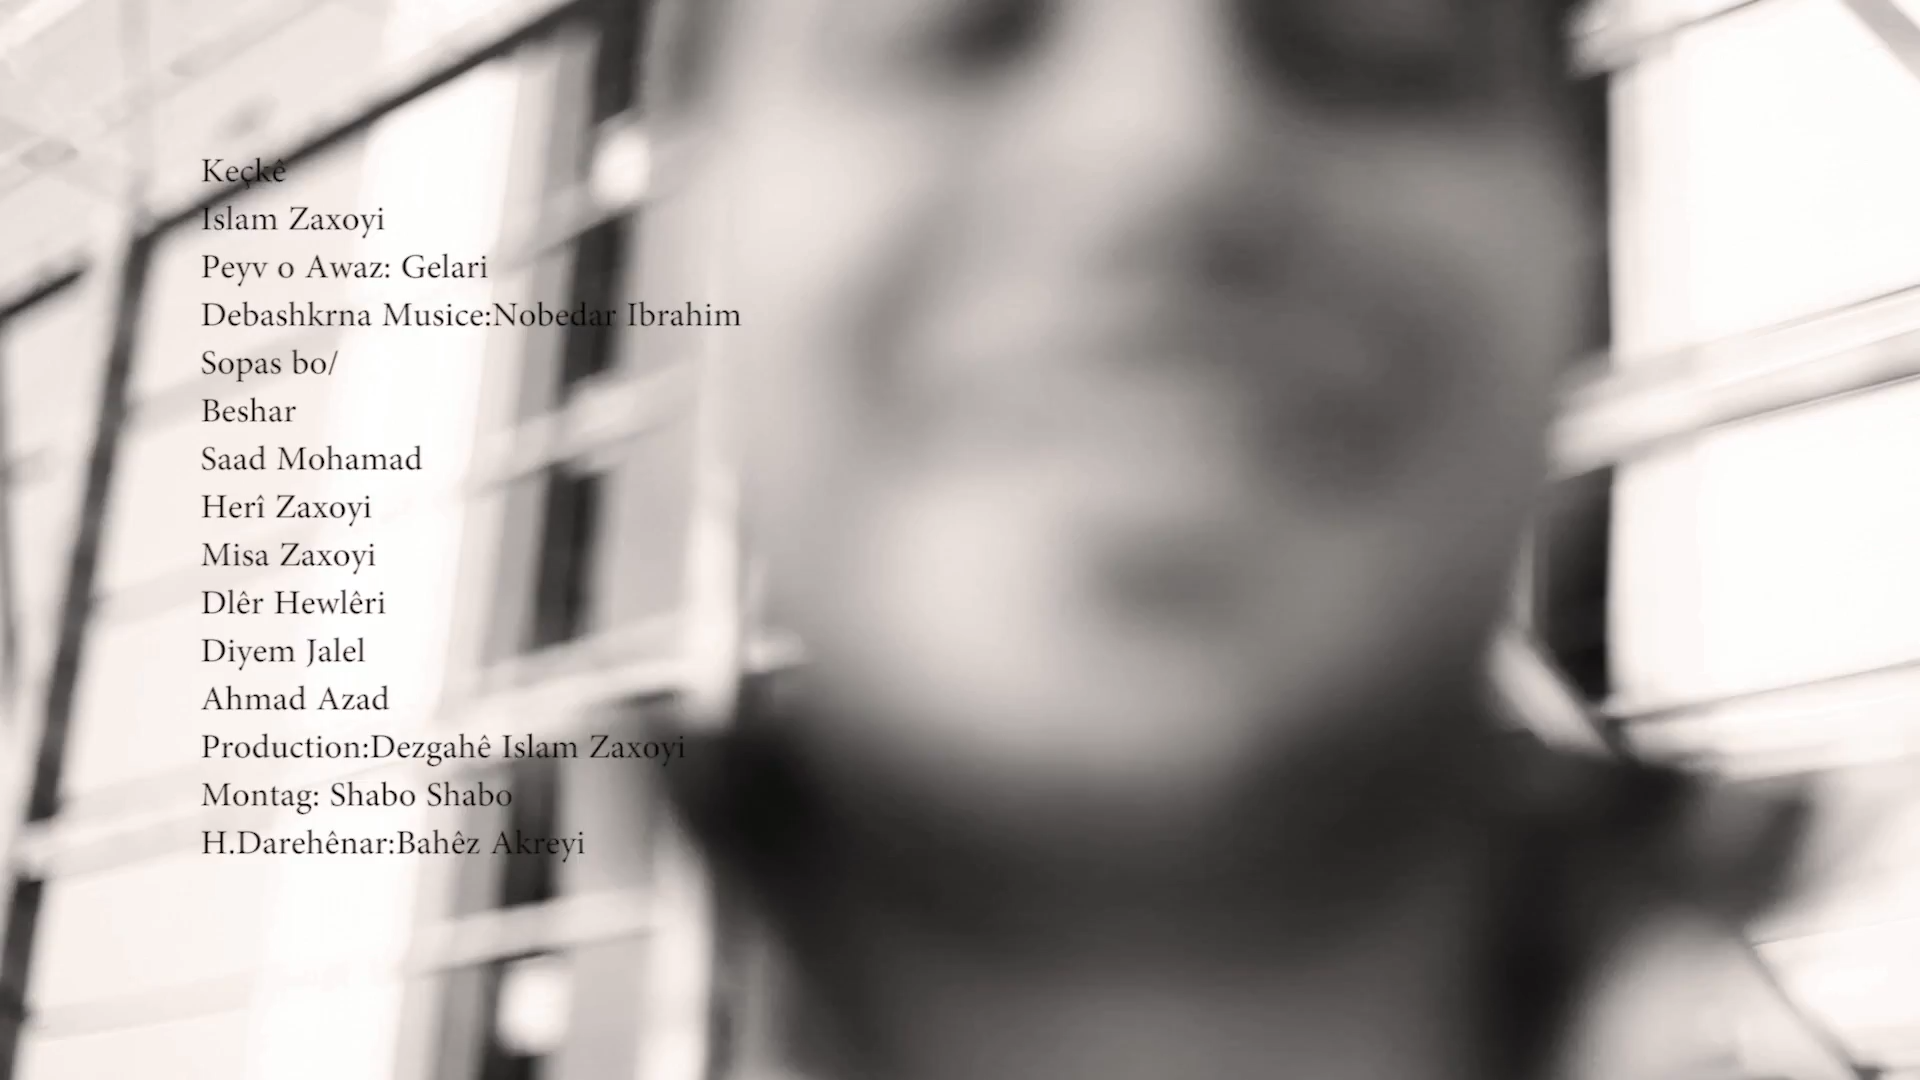 Keçkê
Islam Zaxoyi
Peyv o Awaz: Gelari
Debashkrna Musice:Nobedar Ibrahim
Sopas bo/
Beshar
Saad Mohamad
Herî Zaxoyi
Misa Zaxoyi
Dlêr Hewlêri
Diyem Jalel
Ahmad Azad
Production:Dezgahê Islam Zaxoyi
Montag: Shabo Shabo
H.Darehênar:Bahêz Akreyi